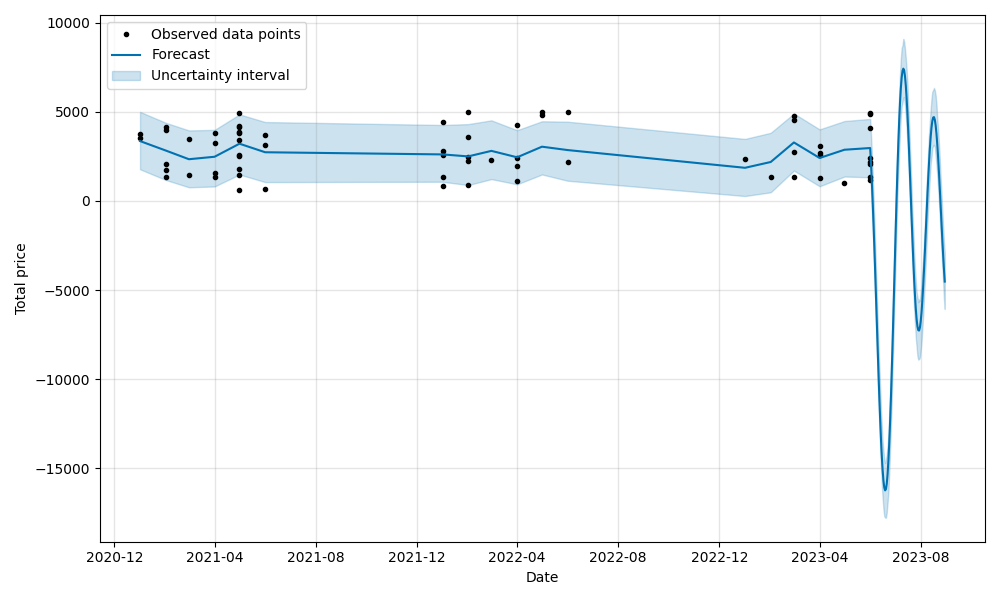 Observed data points
Forecast
Uncertainty interval
10000
5000
0
−5000
−10000
−15000
Total price
2020-12 2021-04 2021-08 2021-12 2022-04 2022-08 2022-12 2023-04 2023-08
Date